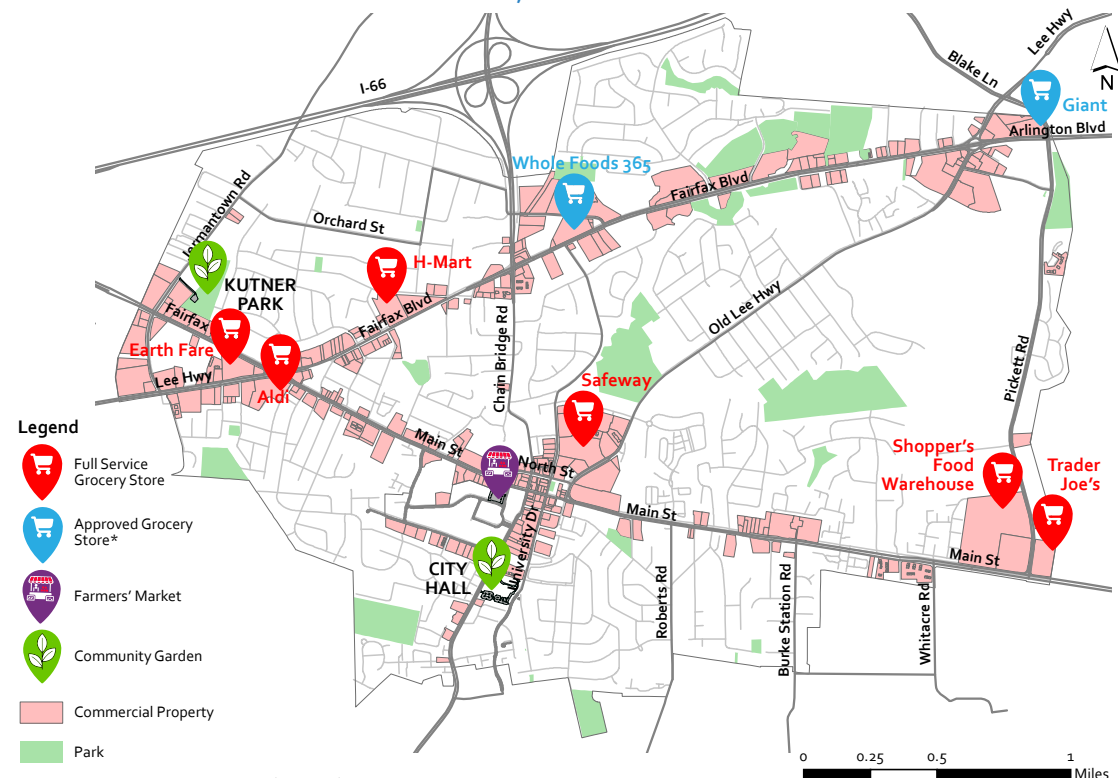 I-66
Lee Hwy
Blake Ln
N
Giant
Arlington Blvd
Whole Foods 365
Fairfax Blvd
Jermantown Rd
Orchard St
H-Mart
KUTNER
PARK
Fairfax
Fairfax Blvd
Old Lee Hwy
Chain Bridge Rd
Earth Fare
Lee Hwy
Aldi
Pickett Rd
Safeway
Main St
North St
Shopper's
Food
Warehouse
Trader
Joe's
Main St
University Dr
CITY
HALL
Main St
Roberts Rd
Burke Station Rd
Whitacre Rd
Legend
Full Service
Grocery Store
Approved Grocery
Store*
Farmers' Market
Community Garden
Commercial Property
Park
0 0.25 0.5 1
Miles